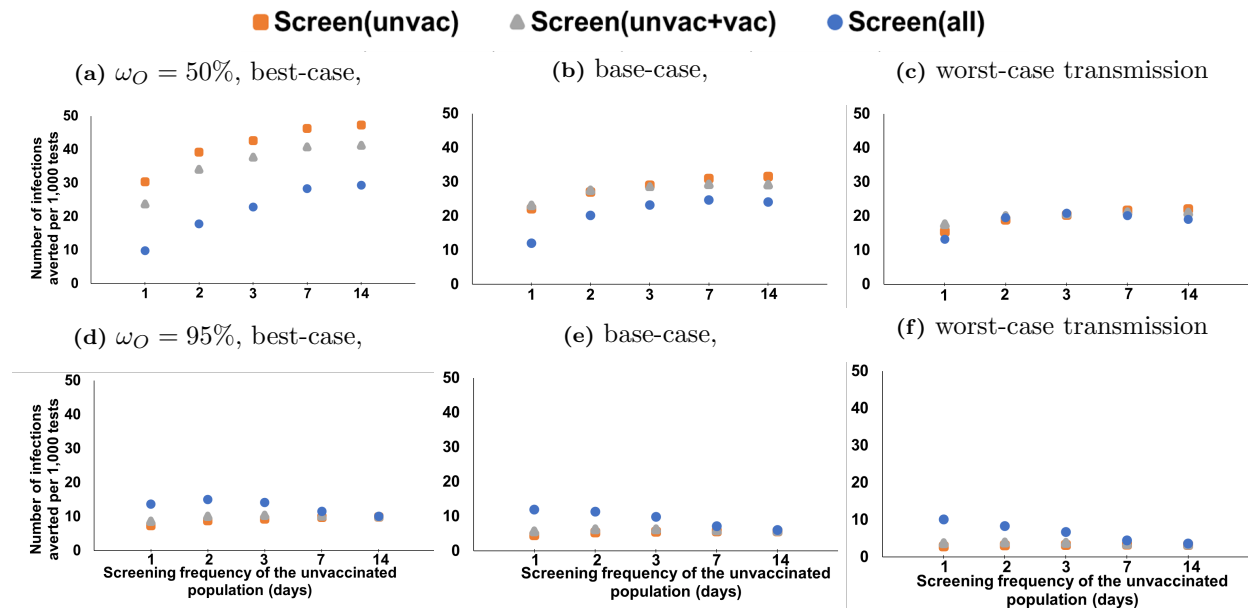 Screen(unvac) Screen(unvac+vac) Screen(all)
(a) ω_O = 50%, best-case,
(b) base-case,
(c) worst-case transmission
Number of infections
averted per 1,000 tests
50
40
30
20
10
0
1 2 3 7 14
50
40
30
20
10
0
1 2 3 7 14
50
40
30
20
10
0
1 2 3 7 14
(d) ω_O = 95%, best-case,
(e) base-case,
(f) worst-case transmission
Number of infections
averted per 1,000 tests
50
40
30
20
10
0
1 2 3 7 14
Screening frequency of the unvaccinated
population (days)
50
40
30
20
10
0
1 2 3 7 14
Screening frequency of the unvaccinated
population (days)
50
40
30
20
10
0
1 2 3 7 14
Screening frequency of the unvaccinated
population (days)